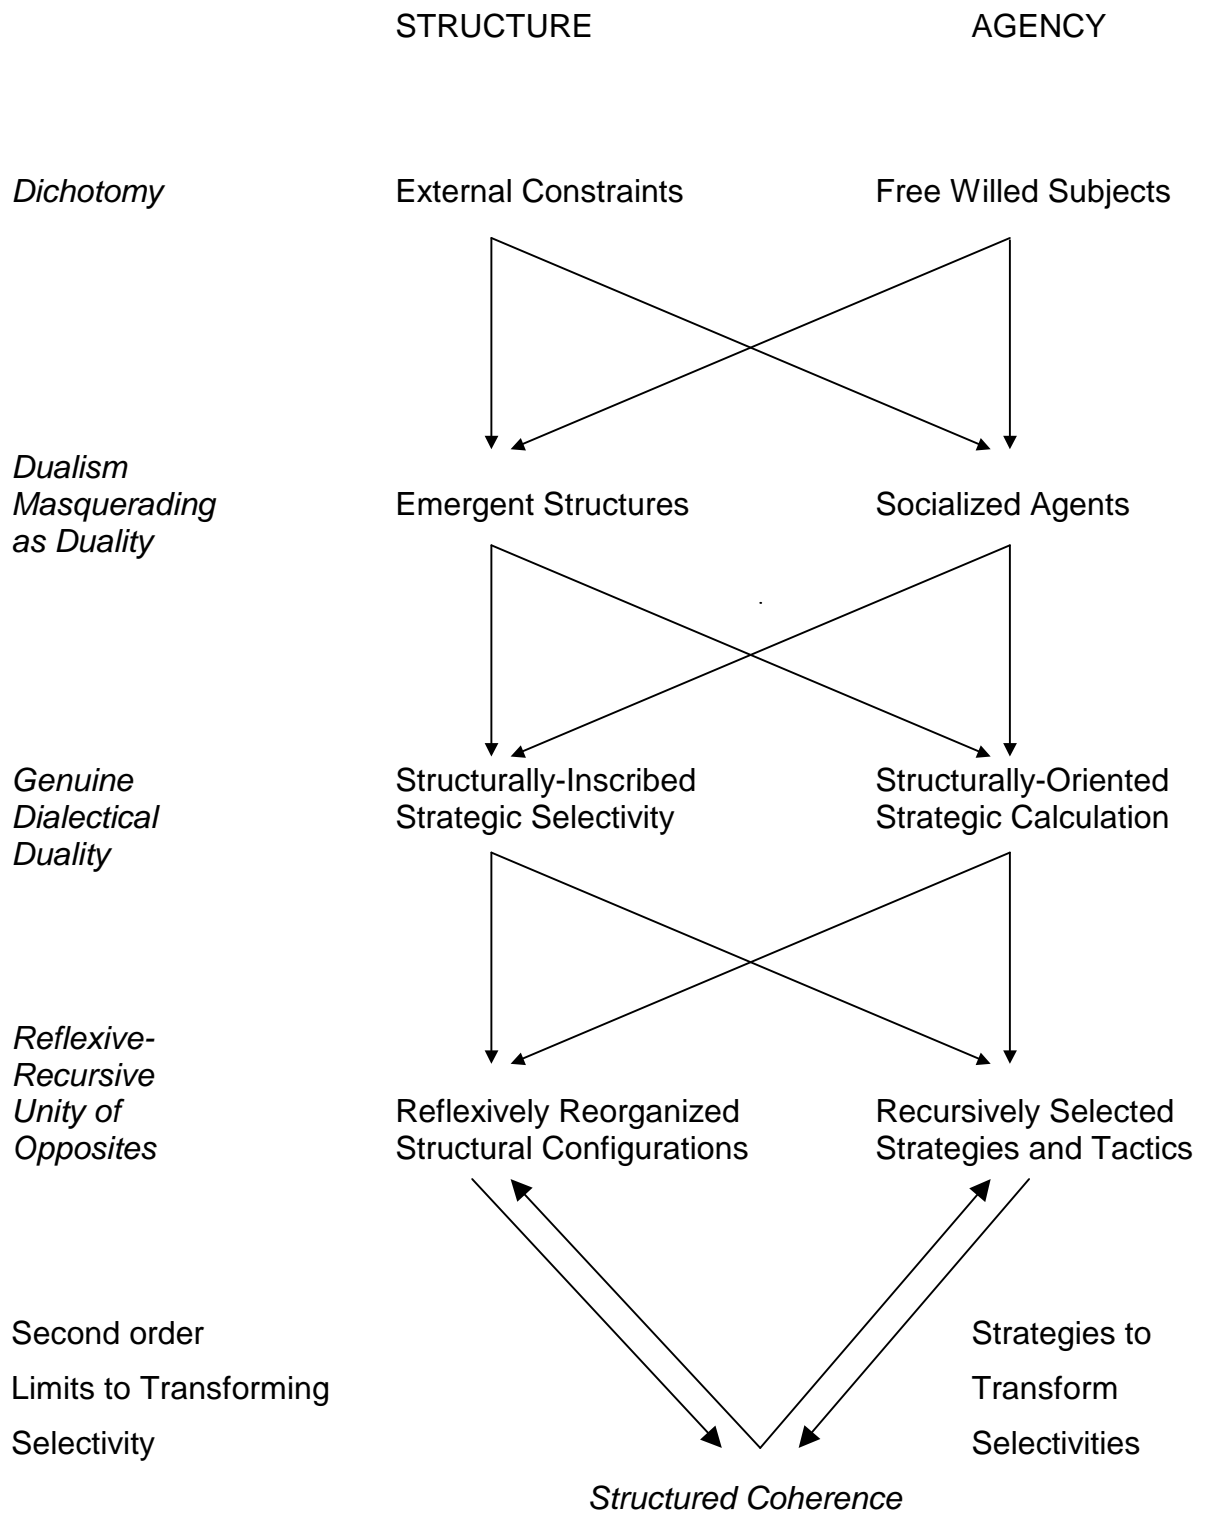 STRUCTURE
AGENCY
Dichotomy
External Constraints
Free Willed Subjects
Dualism
Masquerading
as Duality
Emergent Structures
Socialized Agents
Genuine
Dialectical
Duality
Structurally-Inscribed
Strategic Selectivity
Structurally-Oriented
Strategic Calculation
Reflexive-
Recursive
Unity of
Opposites
Reflexively Reorganized
Structural Configurations
Recursively Selected
Strategies and Tactics
Second order
Limits to Transforming
Selectivity
Strategies to
Transform
Selectivities
Structured Coherence